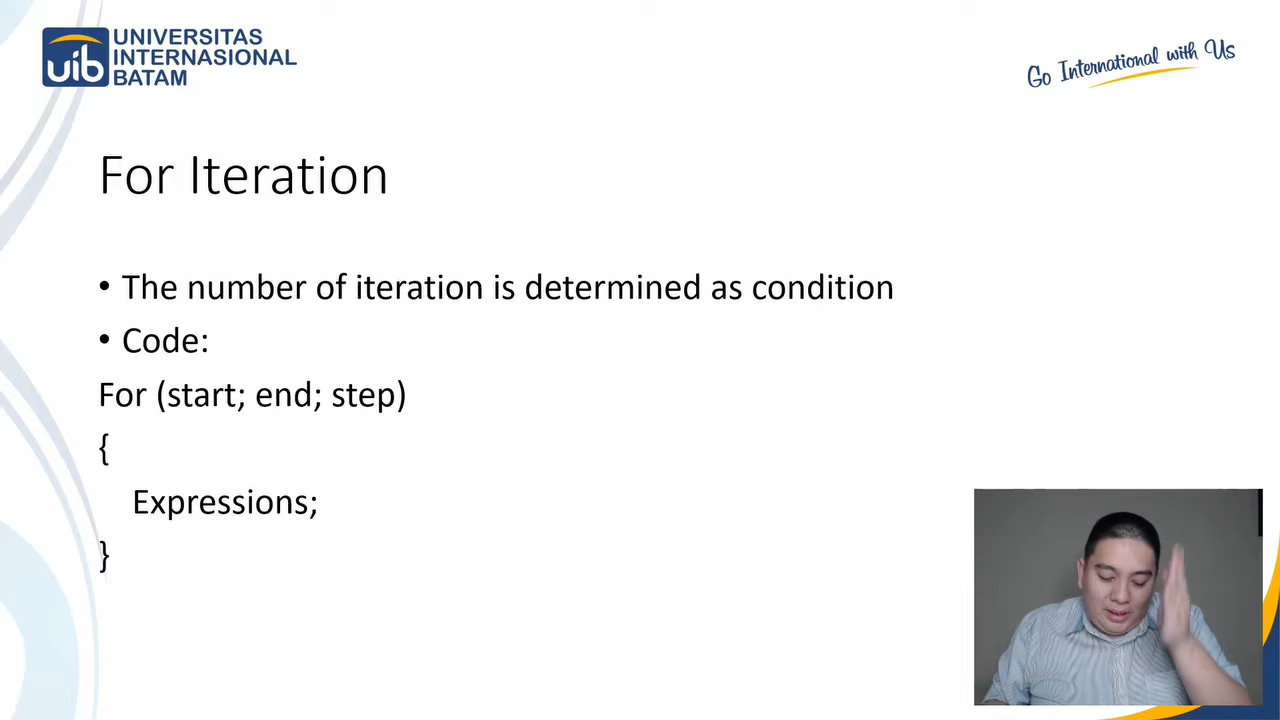 uib
UNIVERSITAS
INTERNASIONAL
BATAM
Go International with Us
For Iteration
• The number of iteration is determined as condition
• Code:
For (start; end; step)
{
Expressions;
}